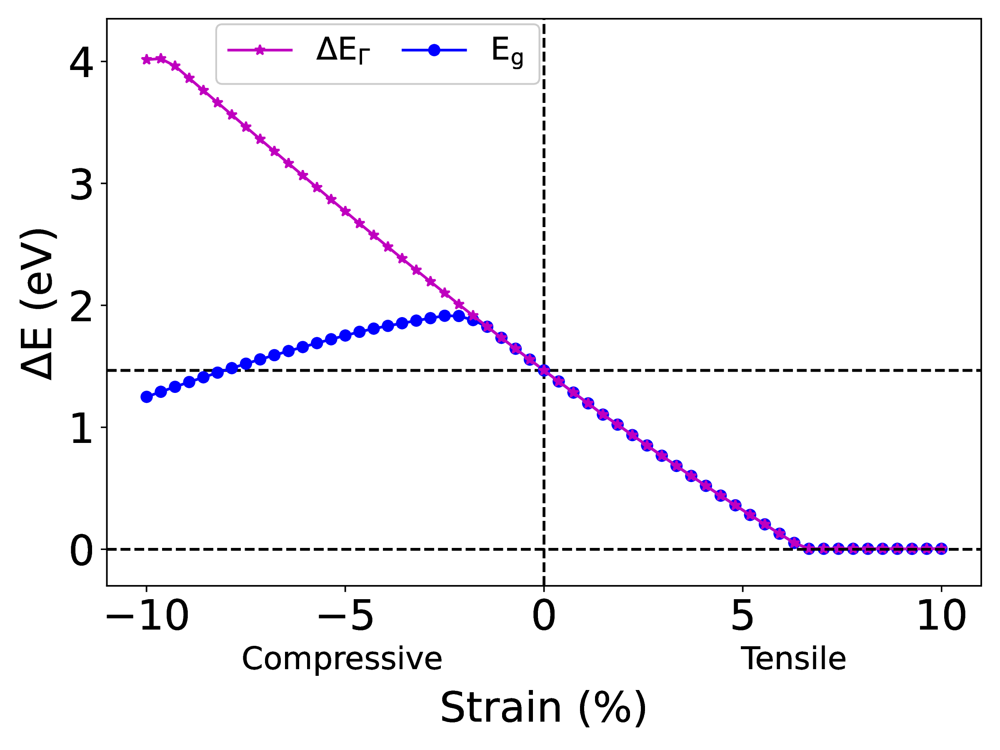 ΔE_Γ E_g
4
3
2
1
0
ΔE (eV)
−10 −5 0 5 10
Compressive Tensile
Strain (%)